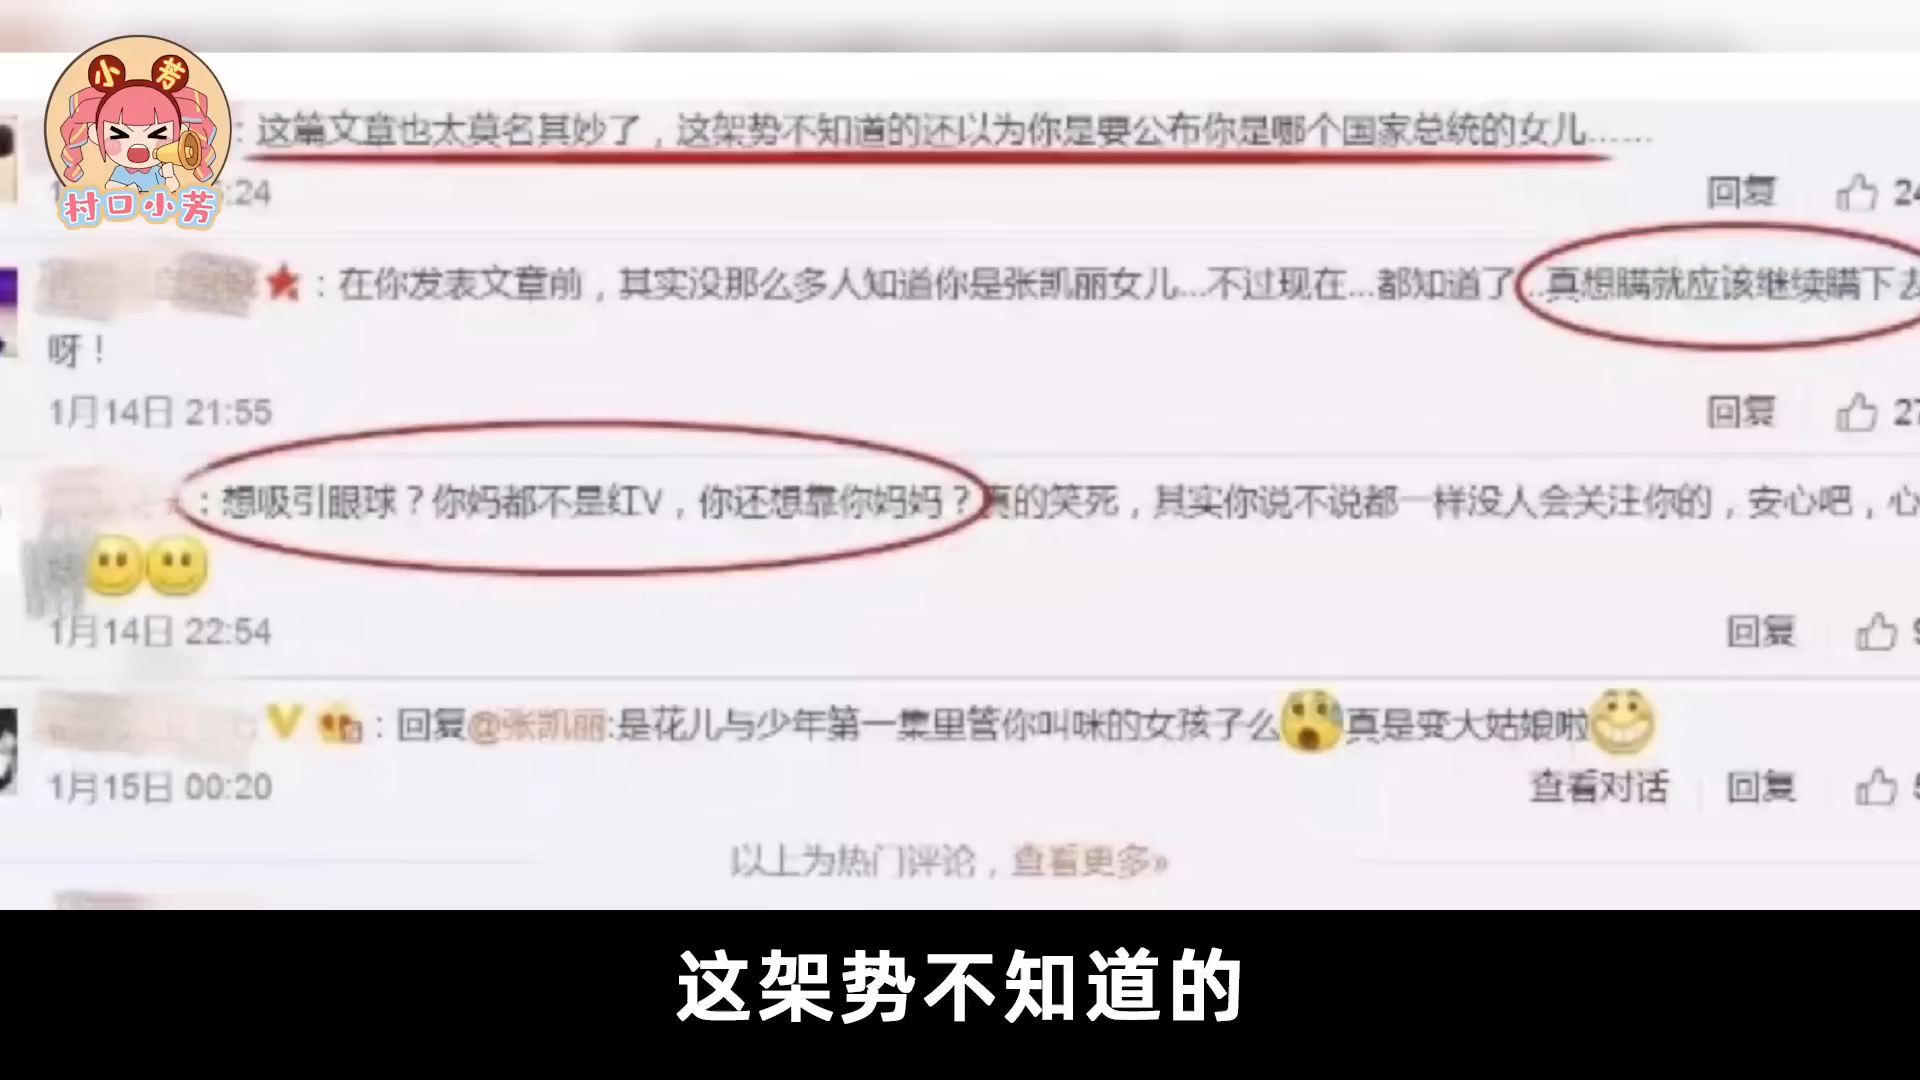 小芳
村口小芳
：这篇文章也太莫名其妙了，这架势不知道的还以为你是要公布你是哪个国家总统的女儿……
:24
回复 24
：在你发表文章前，其实没那么多人知道你是张凯丽女儿...不过现在...都知道了...真想瞒就应该继续瞒下去
呀！
1月14日 21:55
回复 27
：想吸引眼球？你妈都不是红V，你还想靠你妈妈？真的笑死，其实你说不说都一样没人会关注你的，安心吧，心
1月14日 22:54
回复 9
：回复@张凯丽:是花儿与少年第一集里管你叫咪的女孩子么 真是变大姑娘啦
1月15日 00:20
查看对话 回复 5
以上为热门评论，查看更多»
这架势不知道的